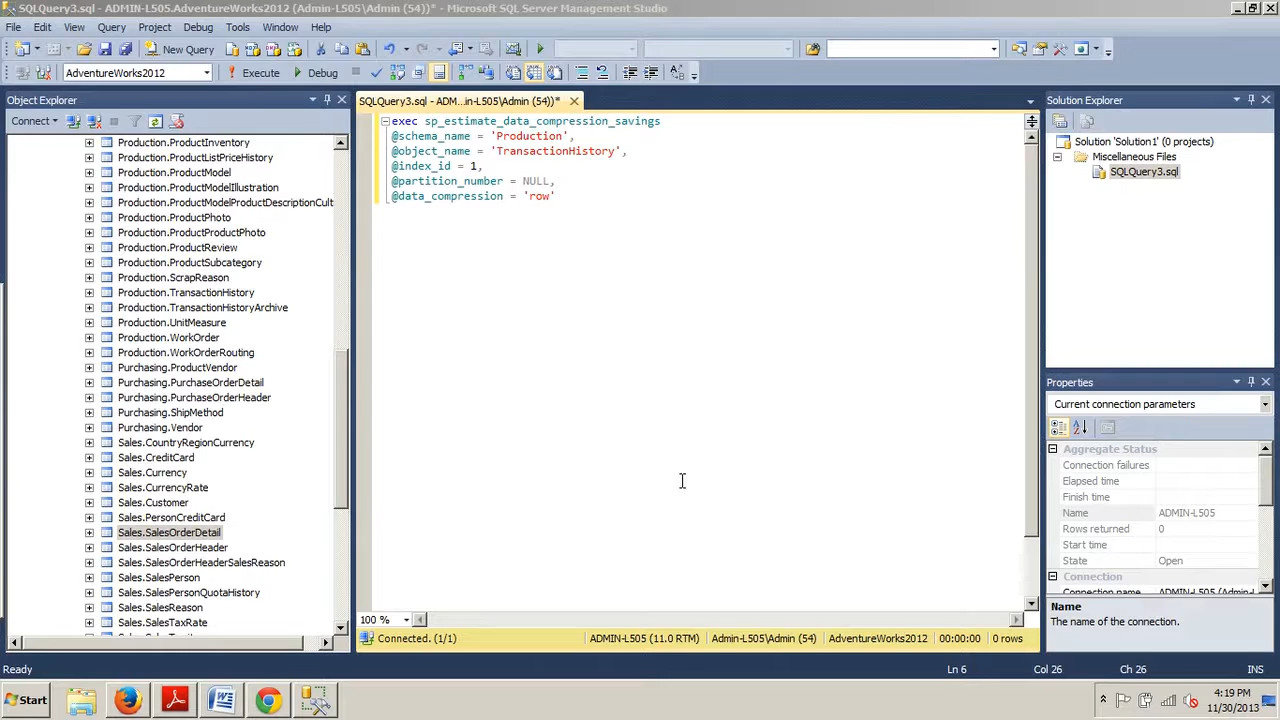 SQLQuery3.sql - ADMIN-L505.AdventureWorks2012 (Admin-L505\Admin (54))* - Microsoft SQL Server Management Studio
File Edit View Query Project Debug Tools Window Help
New Query
AdventureWorks2012 Execute Debug
Object Explorer
Connect
Production.ProductInventory
Production.ProductListPriceHistory
Production.ProductModel
Production.ProductModelIllustration
Production.ProductModelProductDescriptionCult
Production.ProductPhoto
Production.ProductProductPhoto
Production.ProductReview
Production.ProductSubcategory
Production.ScrapReason
Production.TransactionHistory
Production.TransactionHistoryArchive
Production.UnitMeasure
Production.WorkOrder
Production.WorkOrderRouting
Purchasing.ProductVendor
Purchasing.PurchaseOrderDetail
Purchasing.PurchaseOrderHeader
Purchasing.ShipMethod
Purchasing.Vendor
Sales.CountryRegionCurrency
Sales.CreditCard
Sales.Currency
Sales.CurrencyRate
Sales.Customer
Sales.PersonCreditCard
Sales.SalesOrderDetail
Sales.SalesOrderHeader
Sales.SalesOrderHeaderSalesReason
Sales.SalesPerson
Sales.SalesPersonQuotaHistory
Sales.SalesReason
Sales.SalesTaxRate
SQLQuery3.sql - ADM...in-L505\Admin (54))*
exec sp_estimate_data_compression_savings
@schema_name = 'Production',
@object_name = 'TransactionHistory',
@index_id = 1,
@partition_number = NULL,
@data_compression = 'row'
100 %
Connected. (1/1) ADMIN-L505 (11.0 RTM) Admin-L505\Admin (54) AdventureWorks2012 00:00:00 0 rows
Solution Explorer
Solution 'Solution1' (0 projects)
Miscellaneous Files
SQLQuery3.sql
Properties
Current connection parameters
Aggregate Status
Connection failures
Elapsed time
Finish time
Name ADMIN-L505
Rows returned 0
Start time
State Open
Connection
Connection name ADMIN-L505 (Admin-
Name
The name of the connection.
Ready Ln 6 Col 26 Ch 26 INS
Start 4:19 PM
11/30/2013